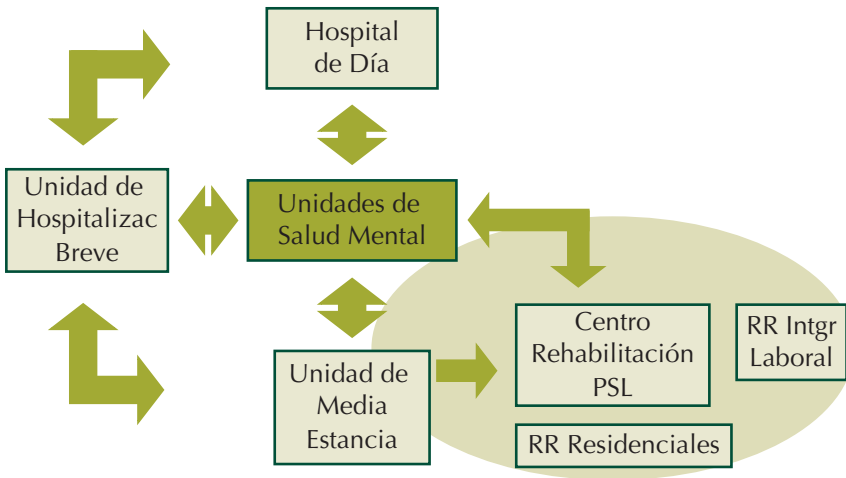 Hospital
de Día
Unidad de
Hospitalizac
Breve
Unidades de
Salud Mental
Centro
Rehabilitación
PSL
RR Intgr
Laboral
Unidad de
Media
Estancia
RR Residenciales